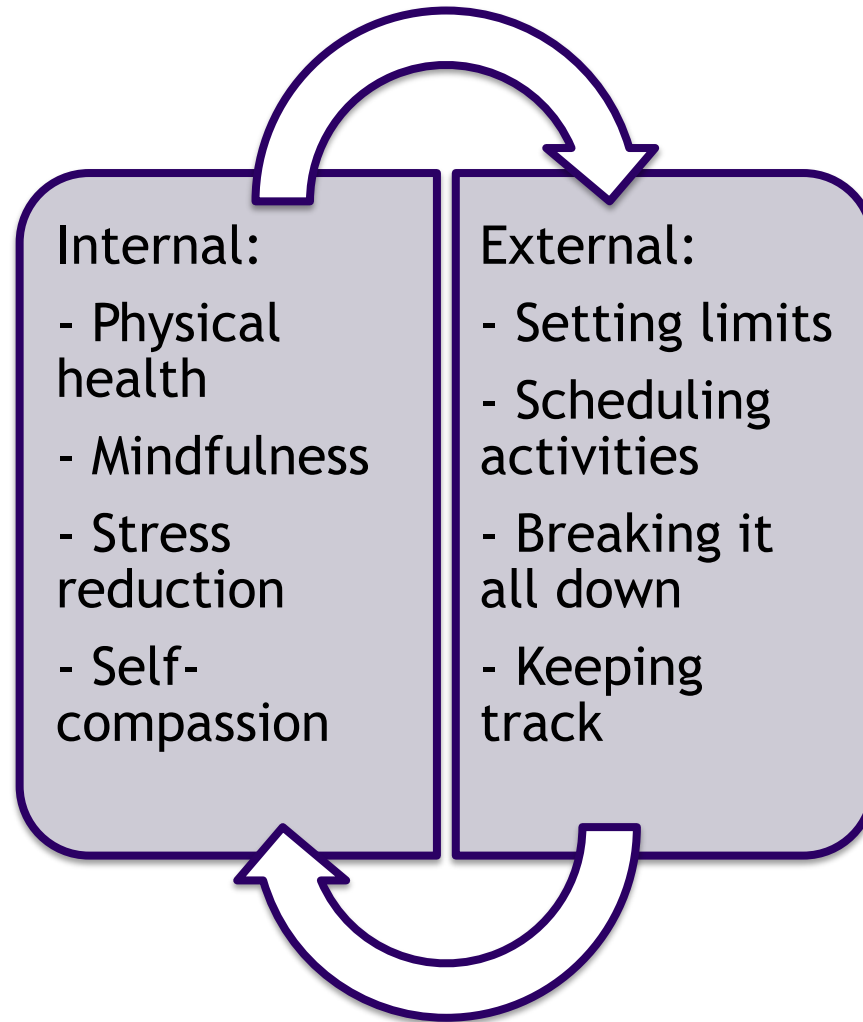 Internal:
- Physical
health
- Mindfulness
- Stress
reduction
- Self-
compassion
External:
- Setting limits
- Scheduling
activities
- Breaking it
all down
- Keeping
track